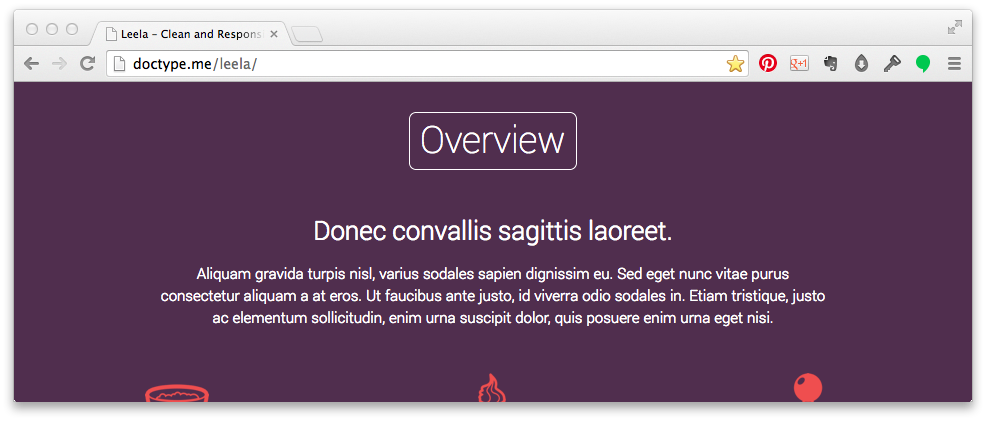 Leela – Clean and Respons
doctype.me/leela/
g+1
Overview
Donec convallis sagittis laoreet.
Aliquam gravida turpis nisl, varius sodales sapien dignissim eu. Sed eget nunc vitae purus
consectetur aliquam a at eros. Ut faucibus ante justo, id viverra odio sodales in. Etiam tristique, justo
ac elementum sollicitudin, enim urna suscipit dolor, quis posuere enim urna eget nisi.